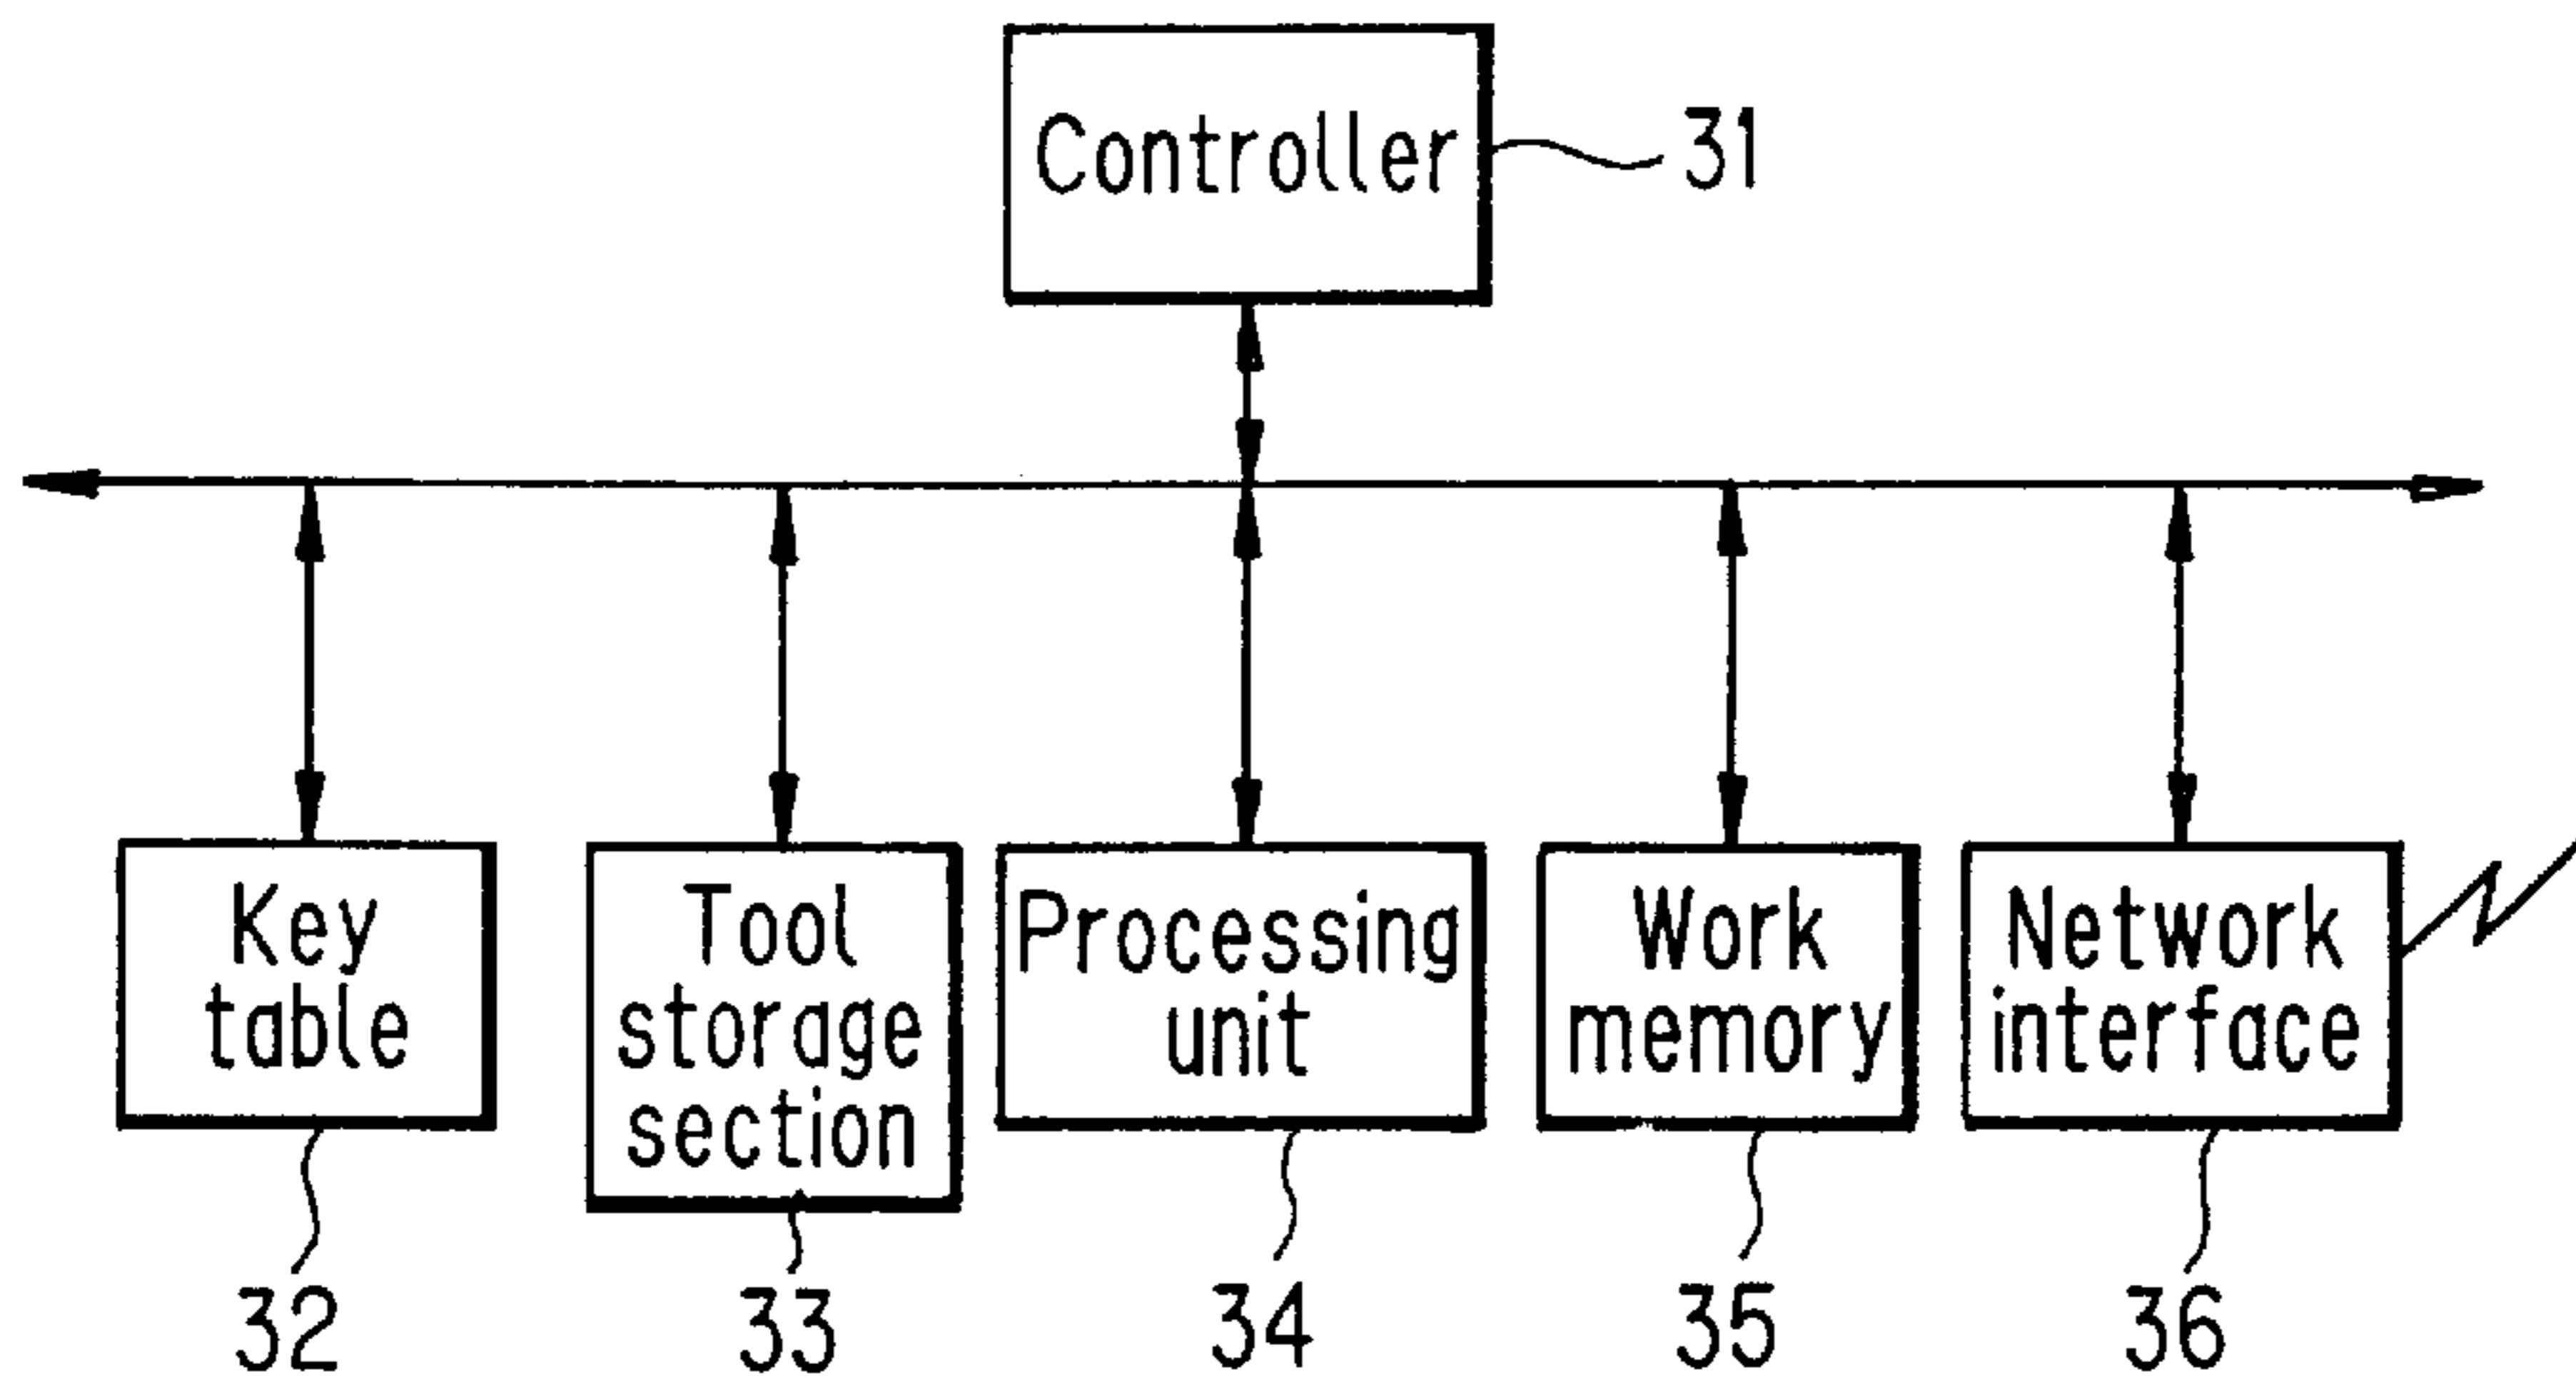 Controller
31
Key
table
Tool
storage
section
Processing
unit
Work
memory
Network
interface
32
33
34
35
36